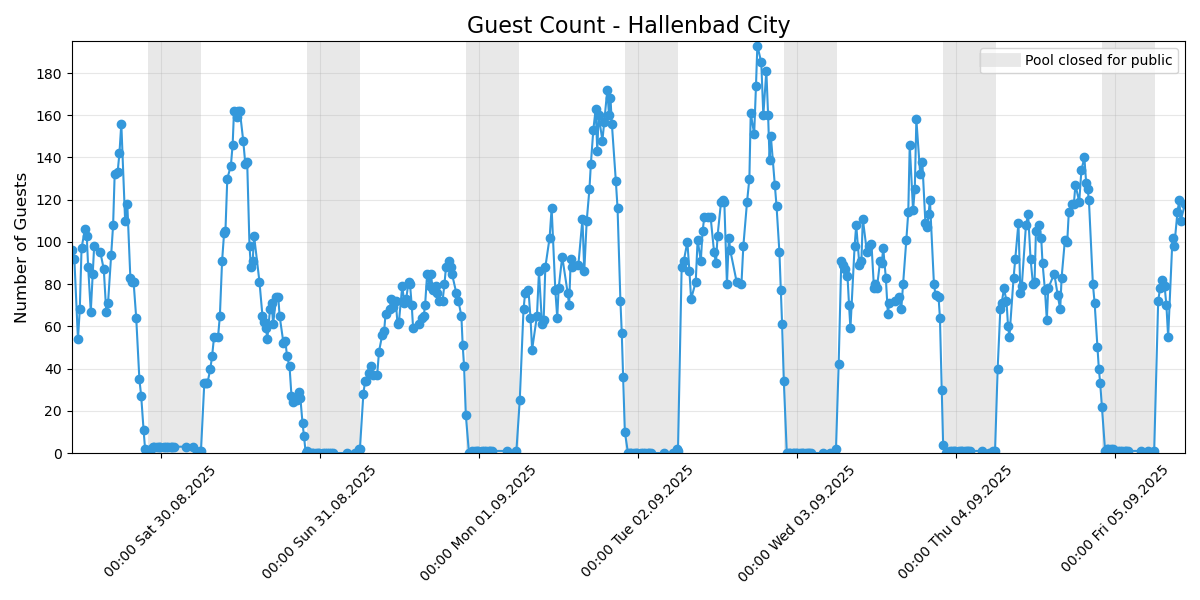 Guest Count - Hallenbad City
Pool closed for public
Number of Guests
180
160
140
120
100
80
60
40
20
0
00:00 Sat 30.08.2025
00:00 Sun 31.08.2025
00:00 Mon 01.09.2025
00:00 Tue 02.09.2025
00:00 Wed 03.09.2025
00:00 Thu 04.09.2025
00:00 Fri 05.09.2025